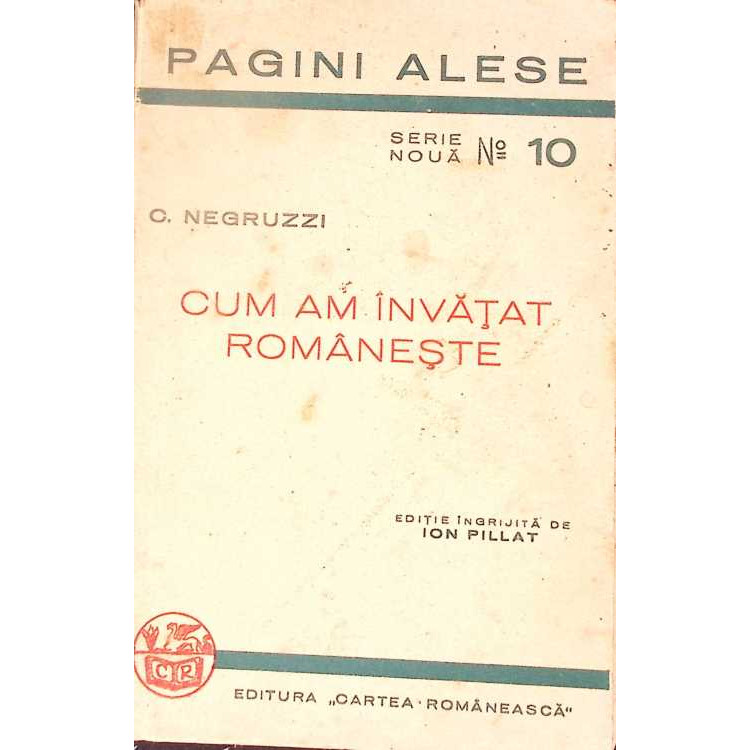 PAGINI ALESE
SERIE
NOUĂ Nº 10
C. NEGRUZZI
CUM AM ÎNVĂŢAT
ROMÂNEŞTE
EDIŢIE ÎNGRIJITĂ DE
ION PILLAT
C R
EDITURA „CARTEA · ROMÂNEASCĂ"